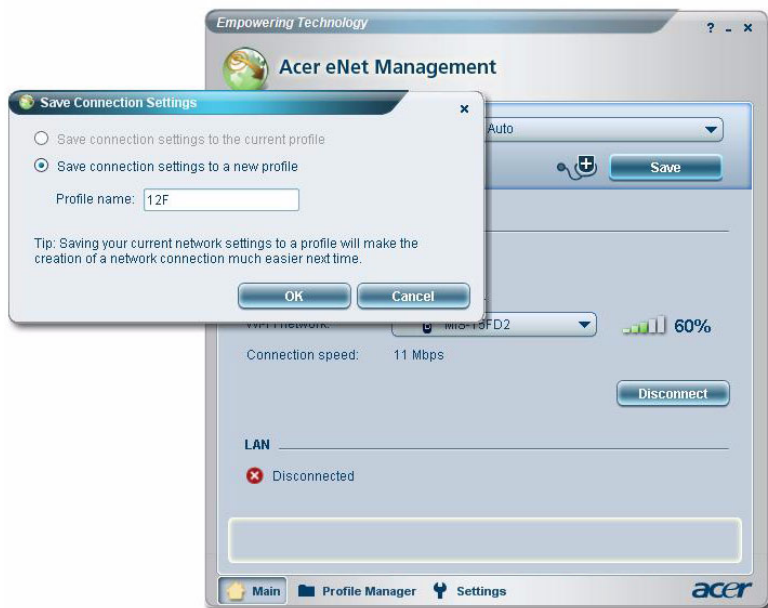 Empowering Technology
? - x
Acer eNet Management
Save Connection Settings
x
Save connection settings to the current profile
Save connection settings to a new profile
Profile name: 12F
Tip: Saving your current network settings to a profile will make the
creation of a network connection much easier next time.
OK
Cancel
Auto
Save
60%
Connection speed: 11 Mbps
Disconnect
LAN
Disconnected
Main
Profile Manager
Settings
acer